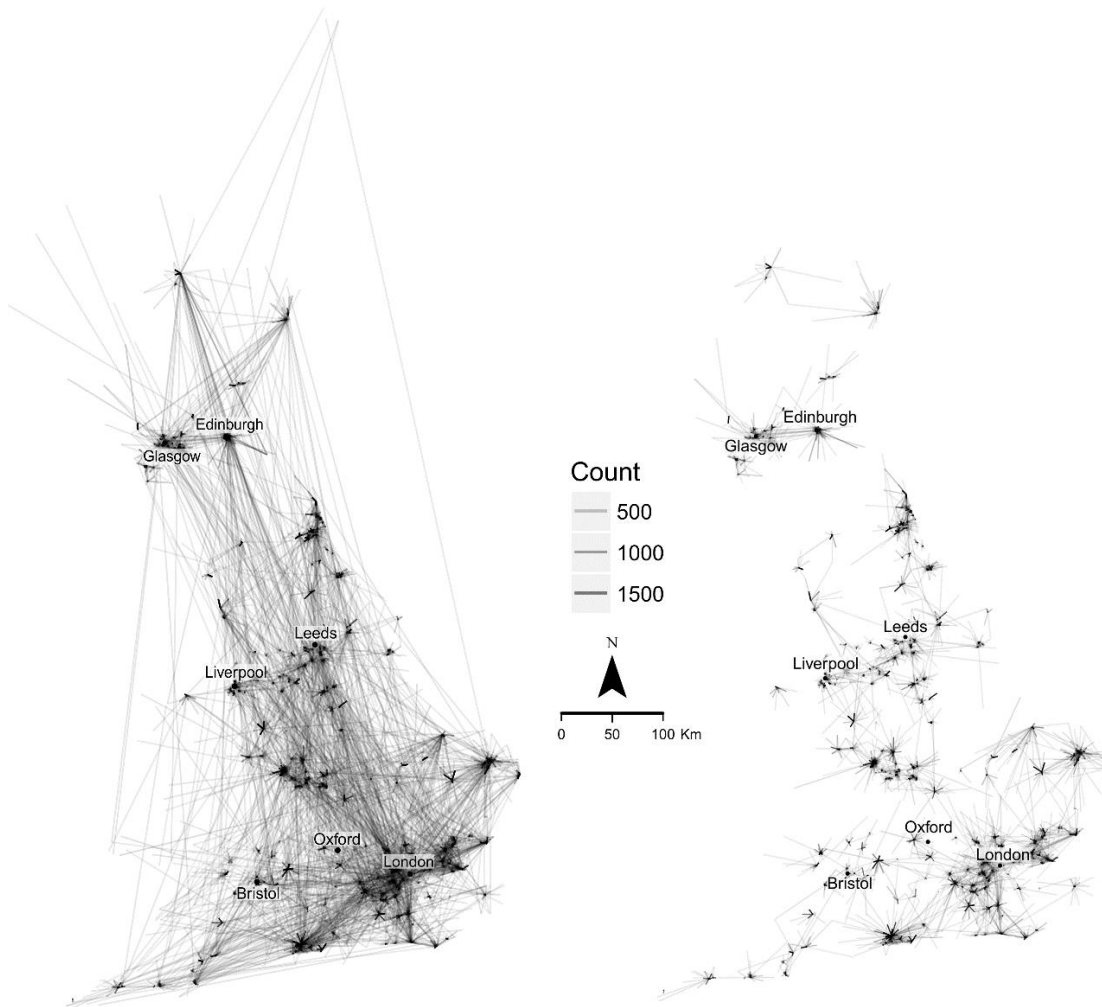 Edinburgh
Glasgow
Leeds
Liverpool
Oxford
London
Bristol
Count
500
1000
1500
N
0 50 100 Km
Edinburgh
Glasgow
Leeds
Liverpool
Oxford
London
Bristol